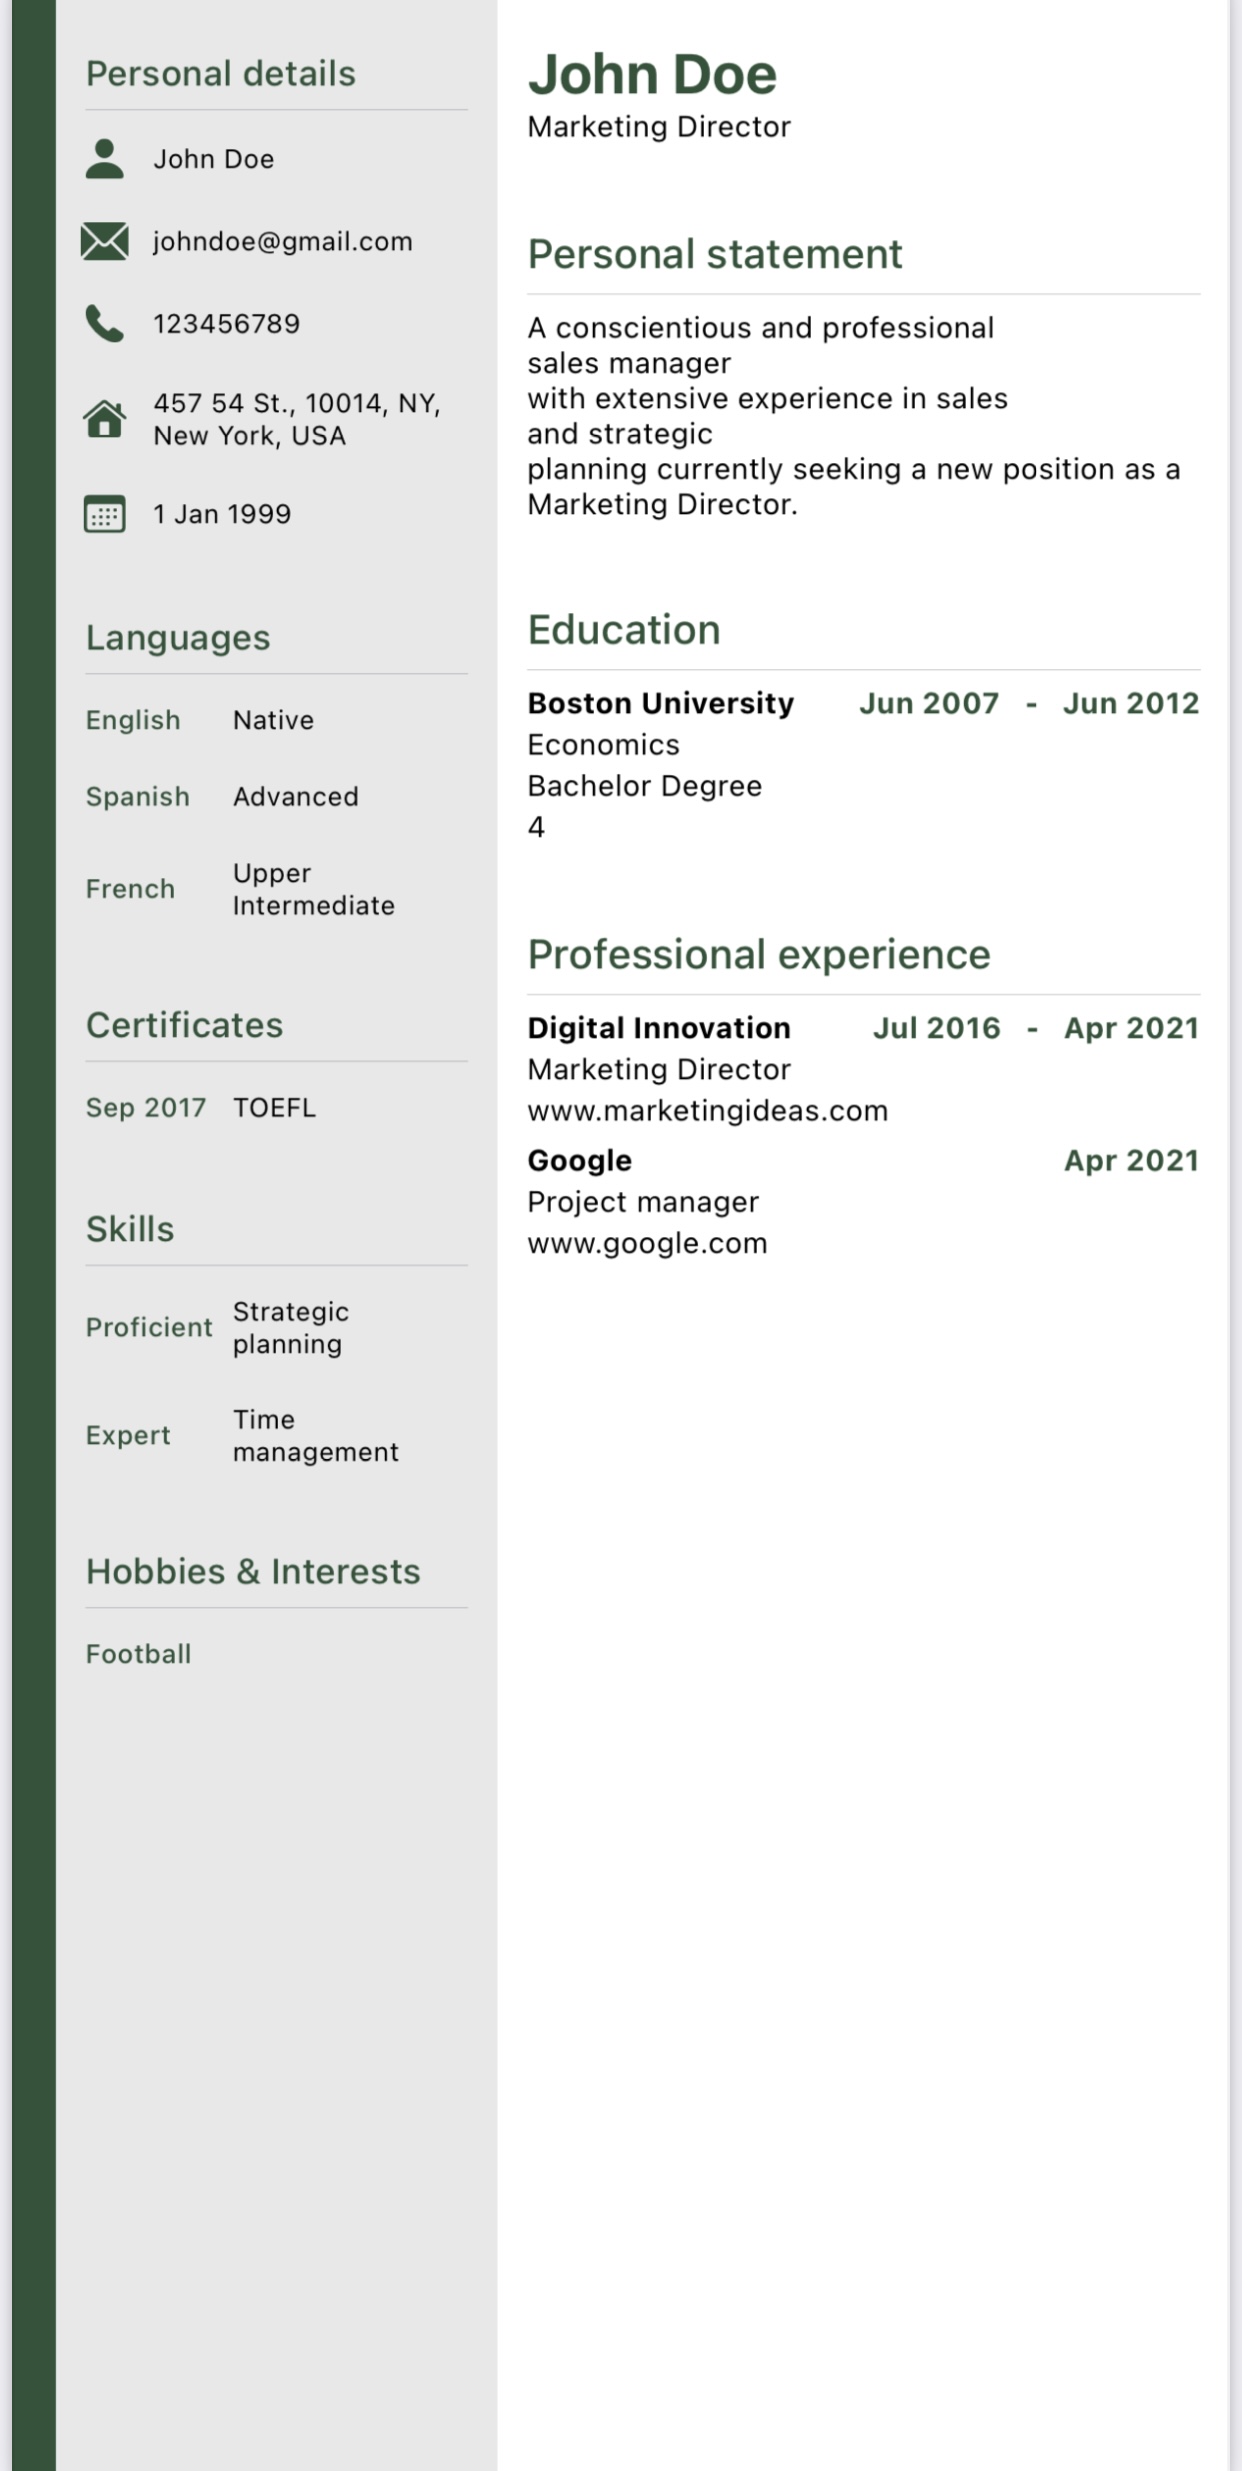 Personal details
John Doe
johndoe@gmail.com
123456789
457 54 St., 10014, NY,
New York, USA
1 Jan 1999
Languages
English Native
Spanish Advanced
French Upper
Intermediate
Certificates
Sep 2017 TOEFL
Skills
Proficient Strategic
planning
Expert Time
management
Hobbies & Interests
Football
John Doe
Marketing Director
Personal statement
A conscientious and professional
sales manager
with extensive experience in sales
and strategic
planning currently seeking a new position as a
Marketing Director.
Education
Boston University Jun 2007 - Jun 2012
Economics
Bachelor Degree
4
Professional experience
Digital Innovation Jul 2016 - Apr 2021
Marketing Director
www.marketingideas.com
Google Apr 2021
Project manager
www.google.com